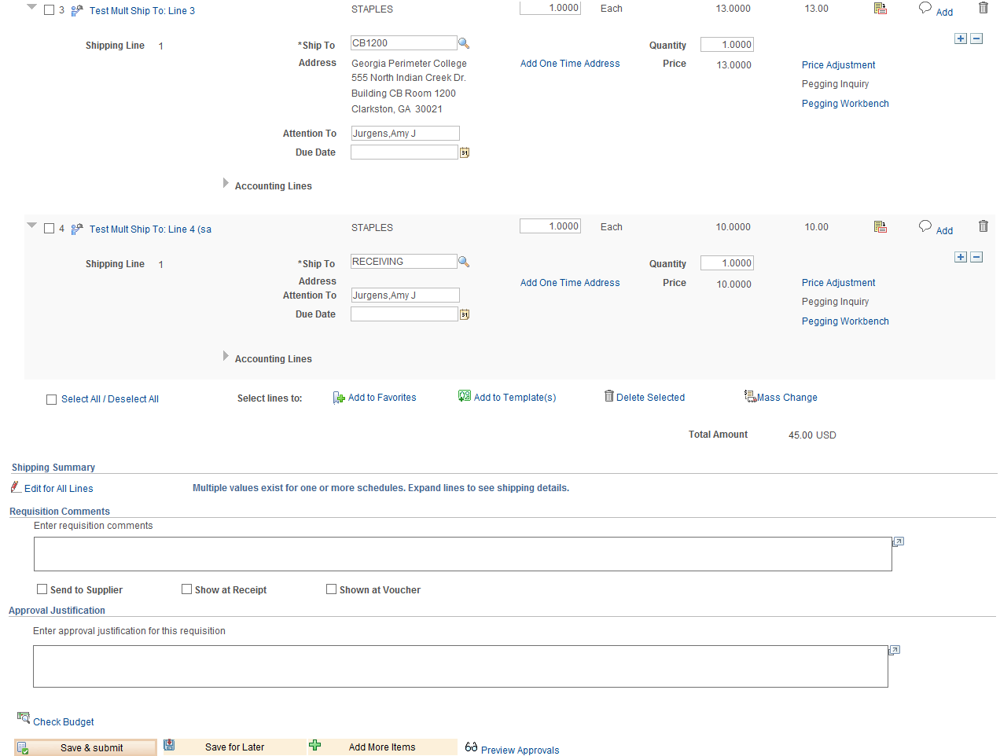 3 Test Mult Ship To: Line 3 STAPLES 1.0000 Each 13.0000 13.00 Add
Shipping Line 1 *Ship To CB1200 Quantity 1.0000
Address Georgia Perimeter College Add One Time Address Price 13.0000 Price Adjustment
555 North Indian Creek Dr.
Pegging Inquiry
Building CB Room 1200
Pegging Workbench
Clarkston, GA 30021
Attention To Jurgens,Amy J
Due Date 31
Accounting Lines
4 Test Mult Ship To: Line 4 (sa STAPLES 1.0000 Each 10.0000 10.00 Add
Shipping Line 1 *Ship To RECEIVING Quantity 1.0000
Address Add One Time Address Price 10.0000 Price Adjustment
Attention To Jurgens,Amy J
Pegging Inquiry
Due Date 31
Pegging Workbench
Accounting Lines
Select All / Deselect All Select lines to: Add to Favorites Add to Template(s) Delete Selected Mass Change
Total Amount 45.00 USD
Shipping Summary
Edit for All Lines Multiple values exist for one or more schedules. Expand lines to see shipping details.
Requisition Comments
Enter requisition comments
Send to Supplier Show at Receipt Shown at Voucher
Approval Justification
Enter approval justification for this requisition
Check Budget
Save & submit Save for Later Add More Items Preview Approvals